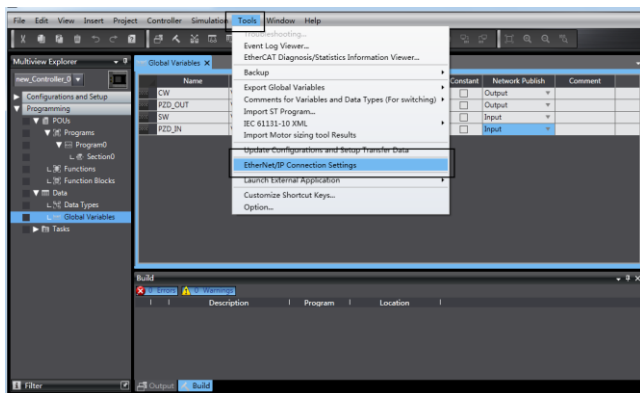 File Edit View Insert Project Controller Simulation Tools Window Help
Troubleshooting...
Event Log Viewer...
EtherCAT Diagnosis/Statistics Information Viewer...
Backup
Export Global Variables
Comments for Variables and Data Types (For switching)
Import ST Program...
IEC 61131-10 XML
Import Motor sizing tool Results
Update Configurations and Setup Transfer Data
EtherNet/IP Connection Settings
Launch External Application
Customize Shortcut Keys...
Option...
Multiview Explorer
new_Controller_0
Configurations and Setup
Programming
POUs
Programs
Program0
Section0
Functions
Function Blocks
Data
Data Types
Global Variables
Tasks
Filter
Global Variables
Name Constant Network Publish Comment
CW Output
PZD_OUT Output
SW Input
PZD_IN Input
Build
0 Errors 0 Warnings
Description Program Location
Output Build